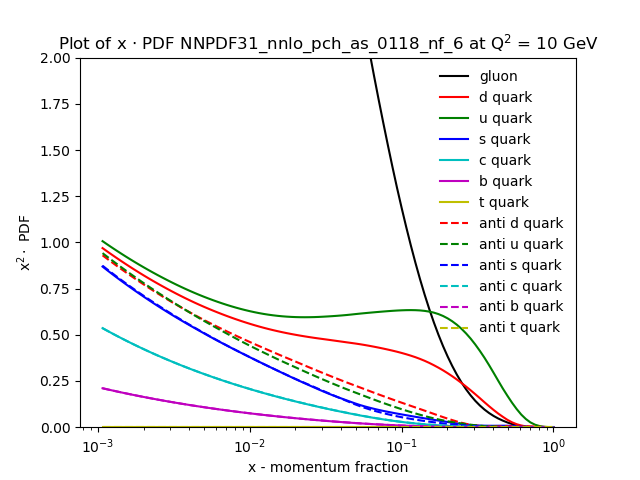 Plot of x · PDF NNPDF31_nnlo_pch_as_0118_nf_6 at Q² = 10 GeV
2.00
1.75
1.50
1.25
1.00
0.75
0.50
0.25
0.00
x²· PDF
gluon
d quark
u quark
s quark
c quark
b quark
t quark
anti d quark
anti u quark
anti s quark
anti c quark
anti b quark
anti t quark
10⁻³ 10⁻² 10⁻¹ 10⁰
x - momentum fraction